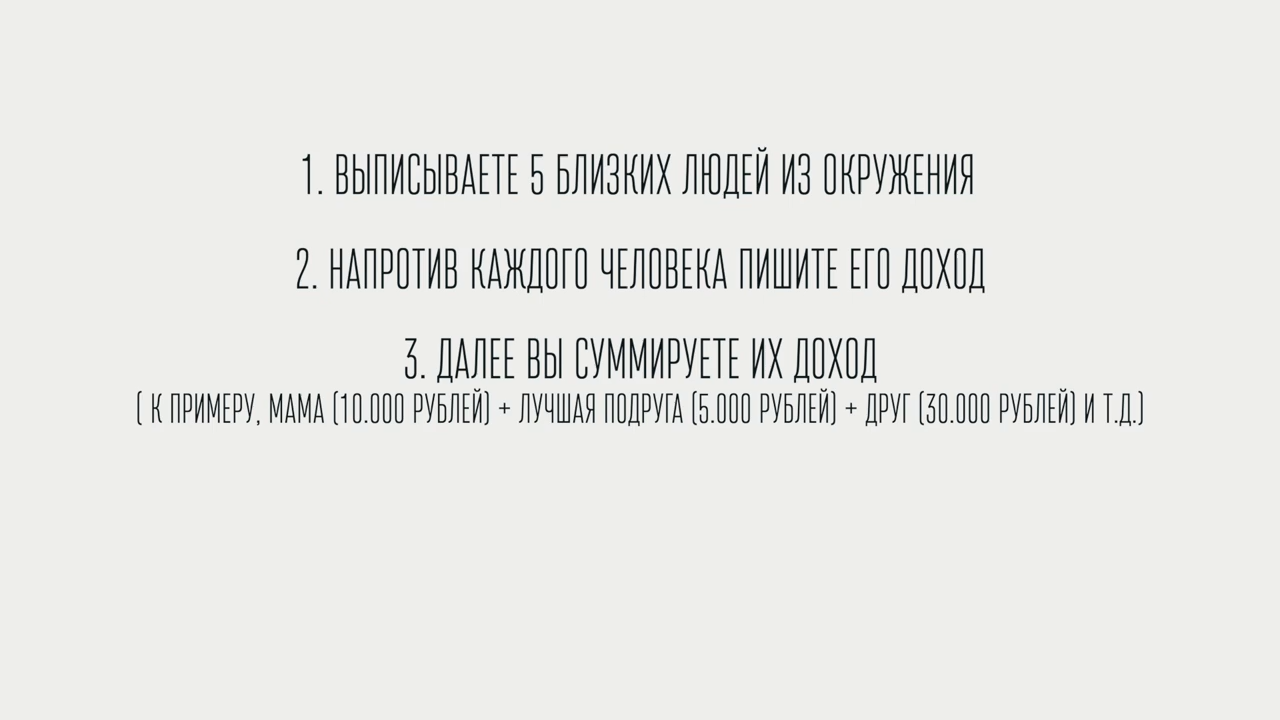 1. ВЫПИСЫВАЕТЕ 5 БЛИЗКИХ ЛЮДЕЙ ИЗ ОКРУЖЕНИЯ
2. НАПРОТИВ КАЖДОГО ЧЕЛОВЕКА ПИШИТЕ ЕГО ДОХОД
3. ДАЛЕЕ ВЫ СУММИРУЕТЕ ИХ ДОХОД
( К ПРИМЕРУ, МАМА (10.000 РУБЛЕЙ) + ЛУЧШАЯ ПОДРУГА (5.000 РУБЛЕЙ) + ДРУГ (30.000 РУБЛЕЙ) И Т.Д.)